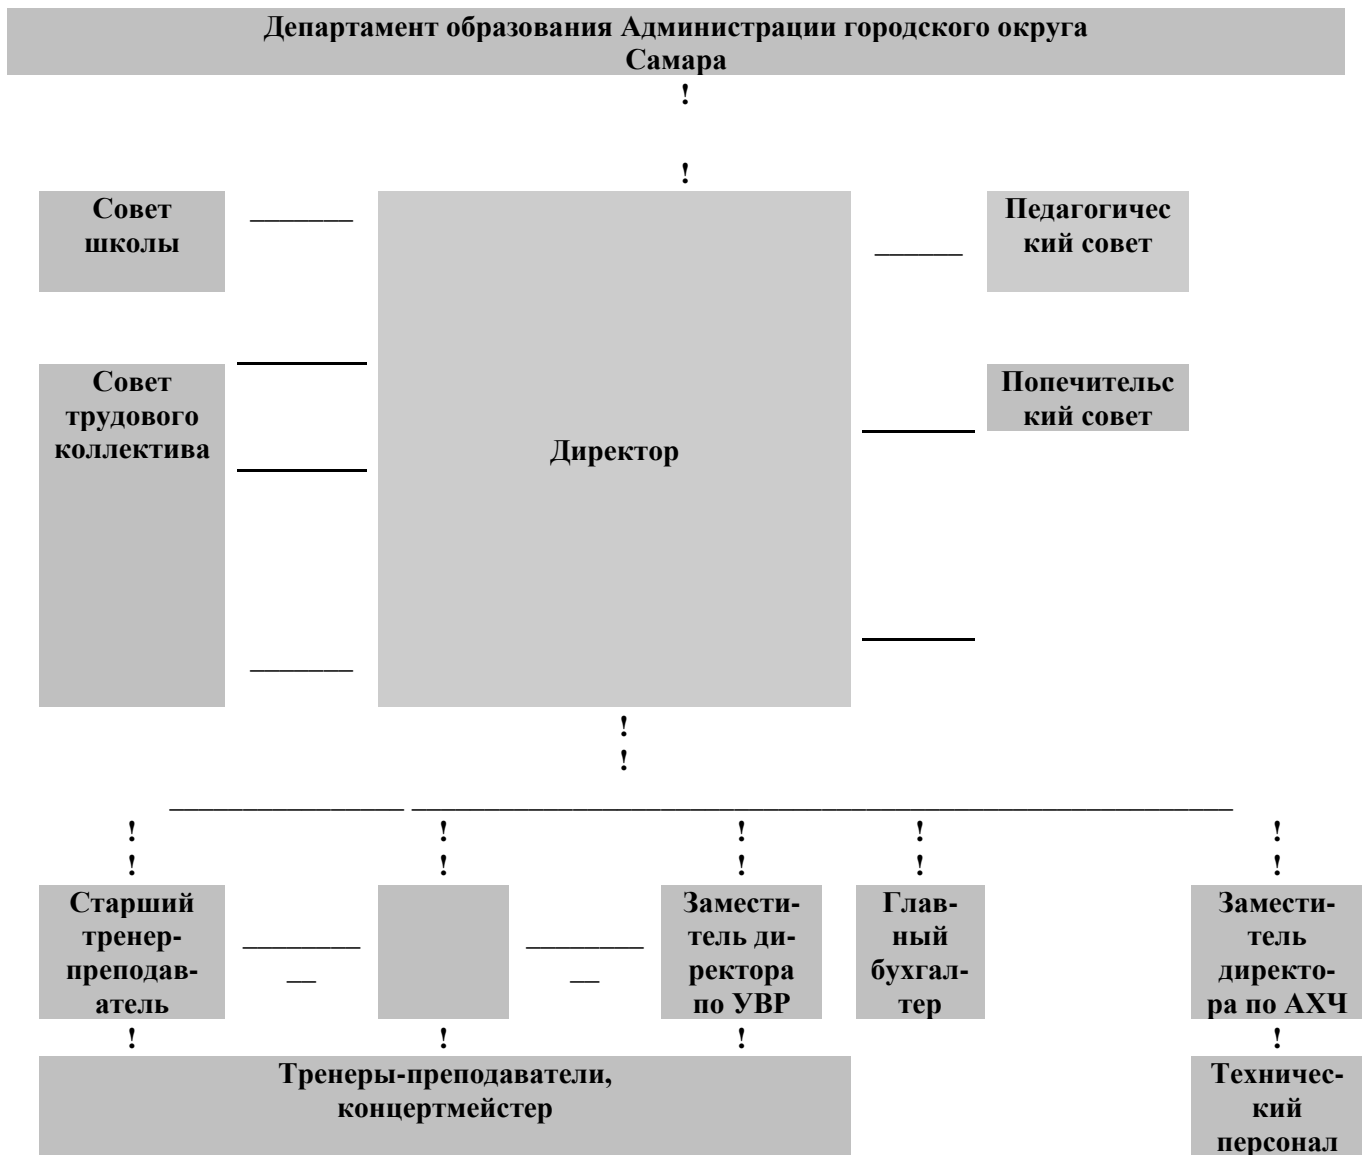 Департамент образования Администрации городского округа
Самара
!
!
Совет
школы
Педагогичес
кий совет
Совет
трудового
коллектива
Попечительс
кий совет
Директор
!
!
! ! ! ! !
! ! ! ! !
Старший
тренер-
преподав-
атель
Замести-
тель ди-
ректора
по УВР
Глав-
ный
бухгал-
тер
Замести-
тель
директо-
ра по АХЧ
! ! ! !
Тренеры-преподаватели,
концертмейстер
Техничес-
кий
персонал